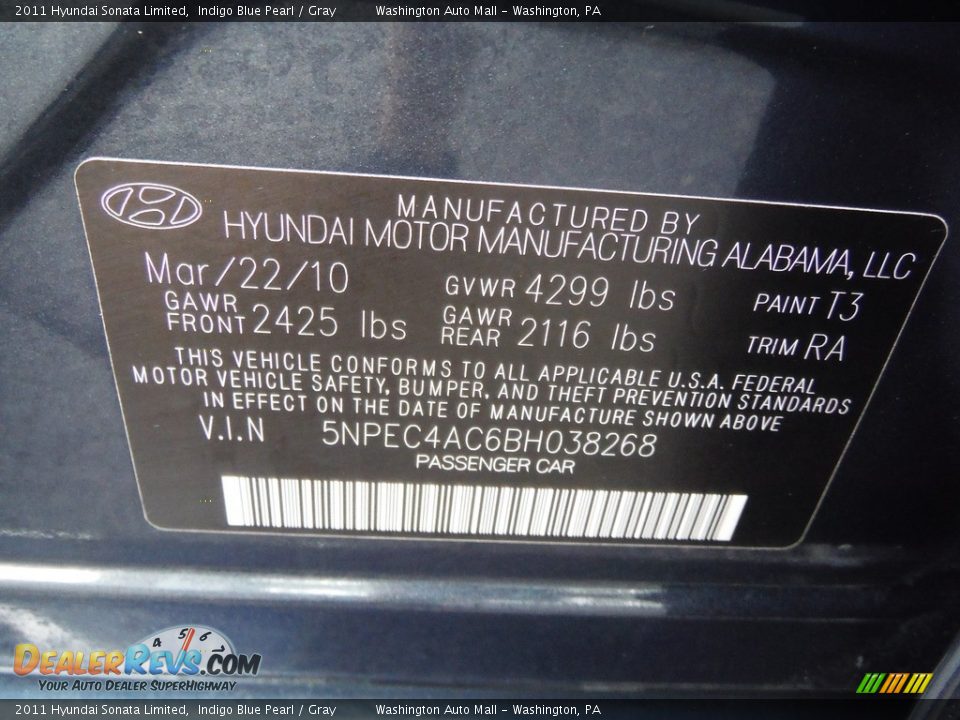 2011 Hyundai Sonata Limited, Indigo Blue Pearl / Gray Washington Auto Mall - Washington, PA
MANUFACTURED BY
HYUNDAI MOTOR MANUFACTURING ALABAMA, LLC
Mar/22/10 GVWR 4299 lbs PAINT T3
GAWR FRONT 2425 lbs GAWR REAR 2116 lbs TRIM RA
THIS VEHICLE CONFORMS TO ALL APPLICABLE U.S.A. FEDERAL
MOTOR VEHICLE SAFETY, BUMPER, AND THEFT PREVENTION STANDARDS
IN EFFECT ON THE DATE OF MANUFACTURE SHOWN ABOVE
V.I.N 5NPEC4AC6BH038268
PASSENGER CAR
4 5 6
DEALERREVS.COM
YOUR AUTO DEALER SUPERHIGHWAY
2011 Hyundai Sonata Limited, Indigo Blue Pearl / Gray Washington Auto Mall - Washington, PA